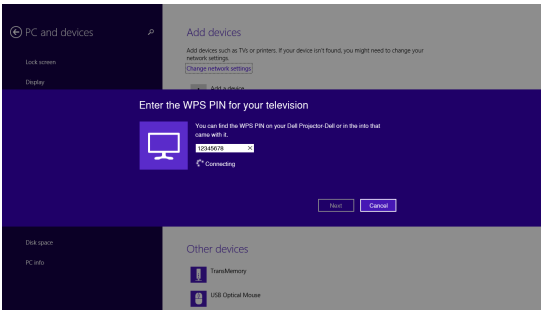 PC and devices
Lock screen
Display
Add devices
Add devices such as TVs or printers. If your device isn't found, you might need to change your
network settings.
Change network settings
Add a device
Enter the WPS PIN for your television
You can find the WPS PIN on your Dell Projector-Dell or in the into that
came with it.
12345678
Connecting
Next
Cancel
Disk space
PC info
Other devices
TransMemory
USB Optical Mouse